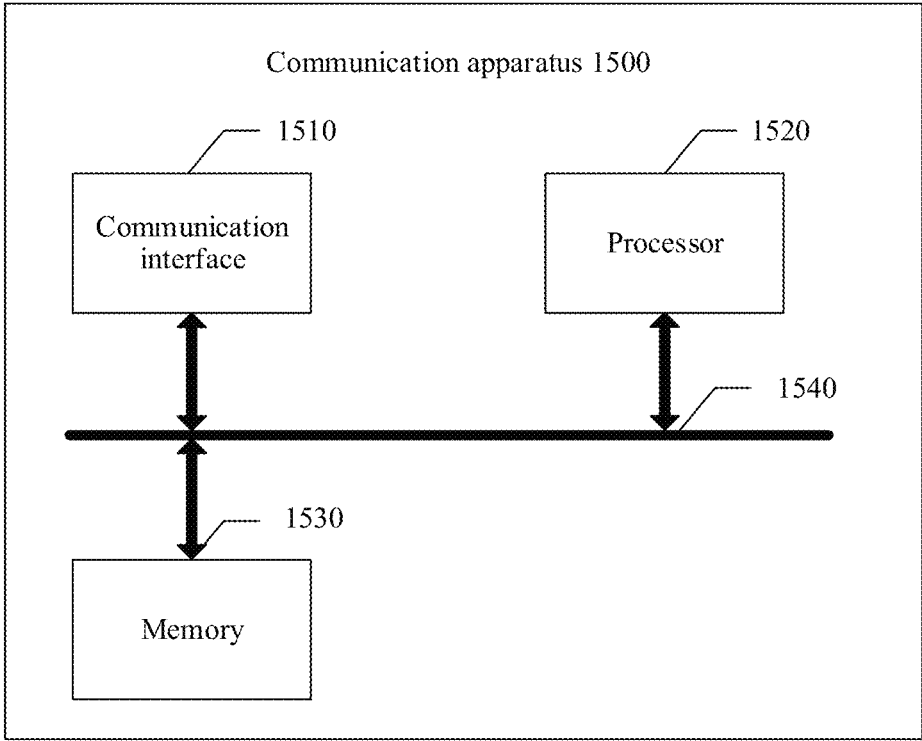 Communication apparatus 1500
1510
1520
Communication
interface
Processor
1540
1530
Memory